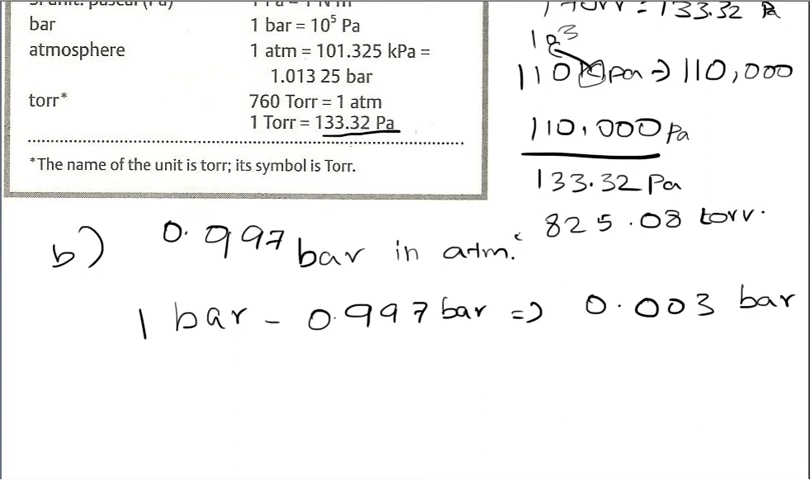 bar 1 bar = 10⁵ Pa
atmosphere 1 atm = 101.325 kPa =
1.013 25 bar
torr* 760 Torr = 1 atm
1 Torr = 133.32 Pa
*The name of the unit is torr; its symbol is Torr.
= 133.32 Pa
10³
110 kpa ⇒ 110,000
110,000 Pa
133.32 Pa
825.08 torr.
b) 0.997 bar in atm.
1 bar - 0.997 bar => 0.003 bar